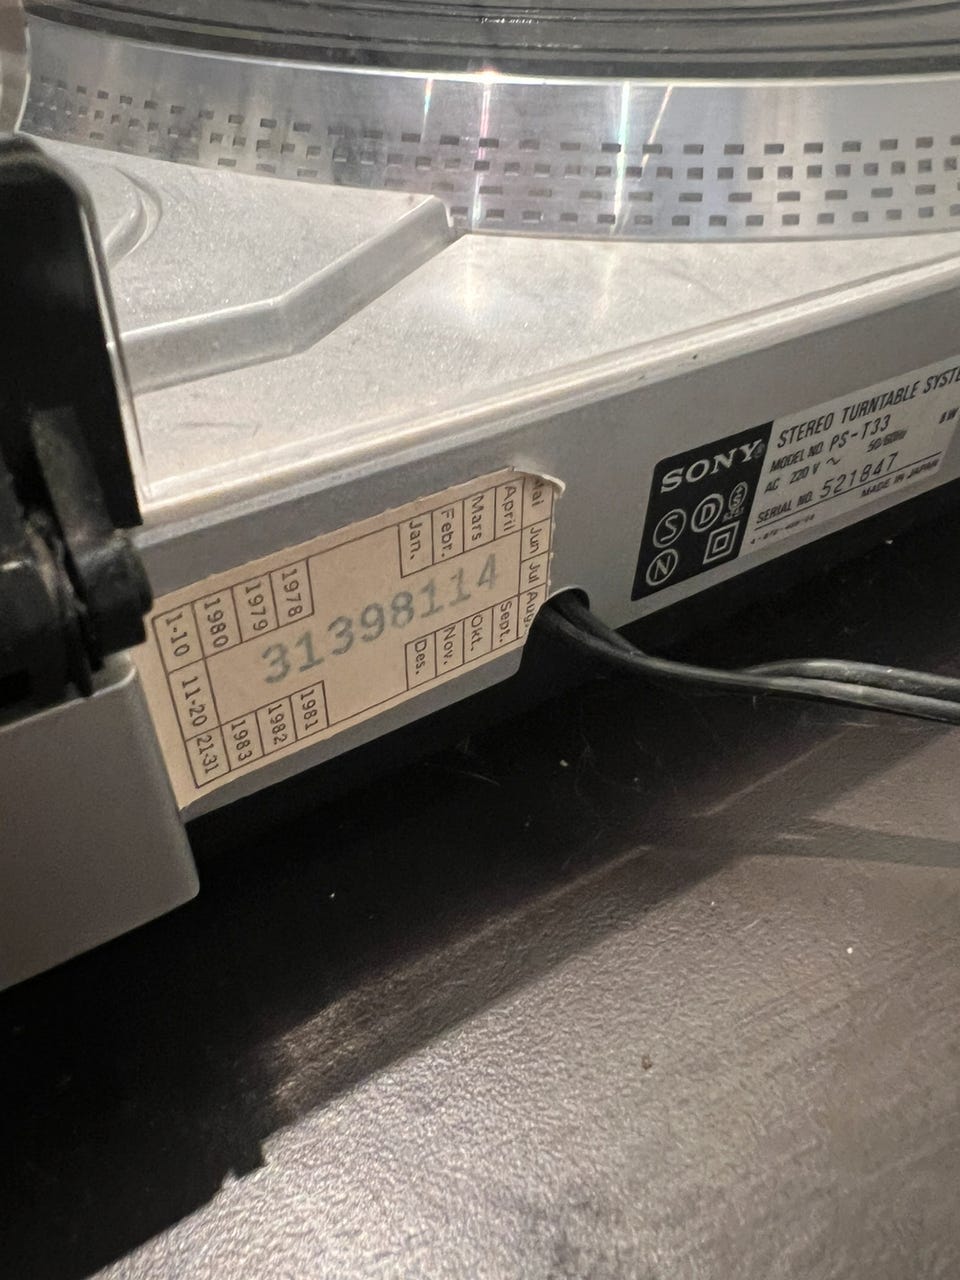 SONY
STEREO TURNTABLE SYSTE
MODEL NO. PS-T33
AC 220 V ~ 50/60Hz 8W
SERIAL NO. 521847
MADE IN JAPAN
S D
N
Jan.
Febr.
Mars
April
Mai
Jun
Jul
Aug.
Sept.
Okt.
Nov.
Des.
31398114
1978
1979
1980
1-10
11-20
21-31
1981
1982
1983